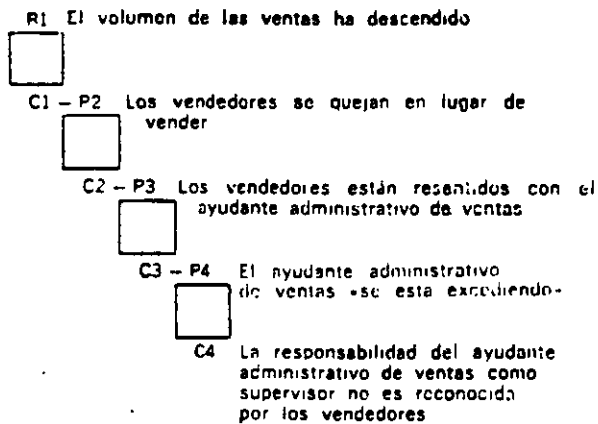 R1 El volumen de las ventas ha descendido
C1 – P2 Los vendedores se quejan en lugar de
vender
C2 – P3 Los vendedores están resentidos con el
ayudante administrativo de ventas
C3 – P4 El ayudante administrativo
de ventas «se esta excediendo»
C4 La responsabilidad del ayudante
administrativo de ventas como
supervisor no es reconocida
por los vendedores